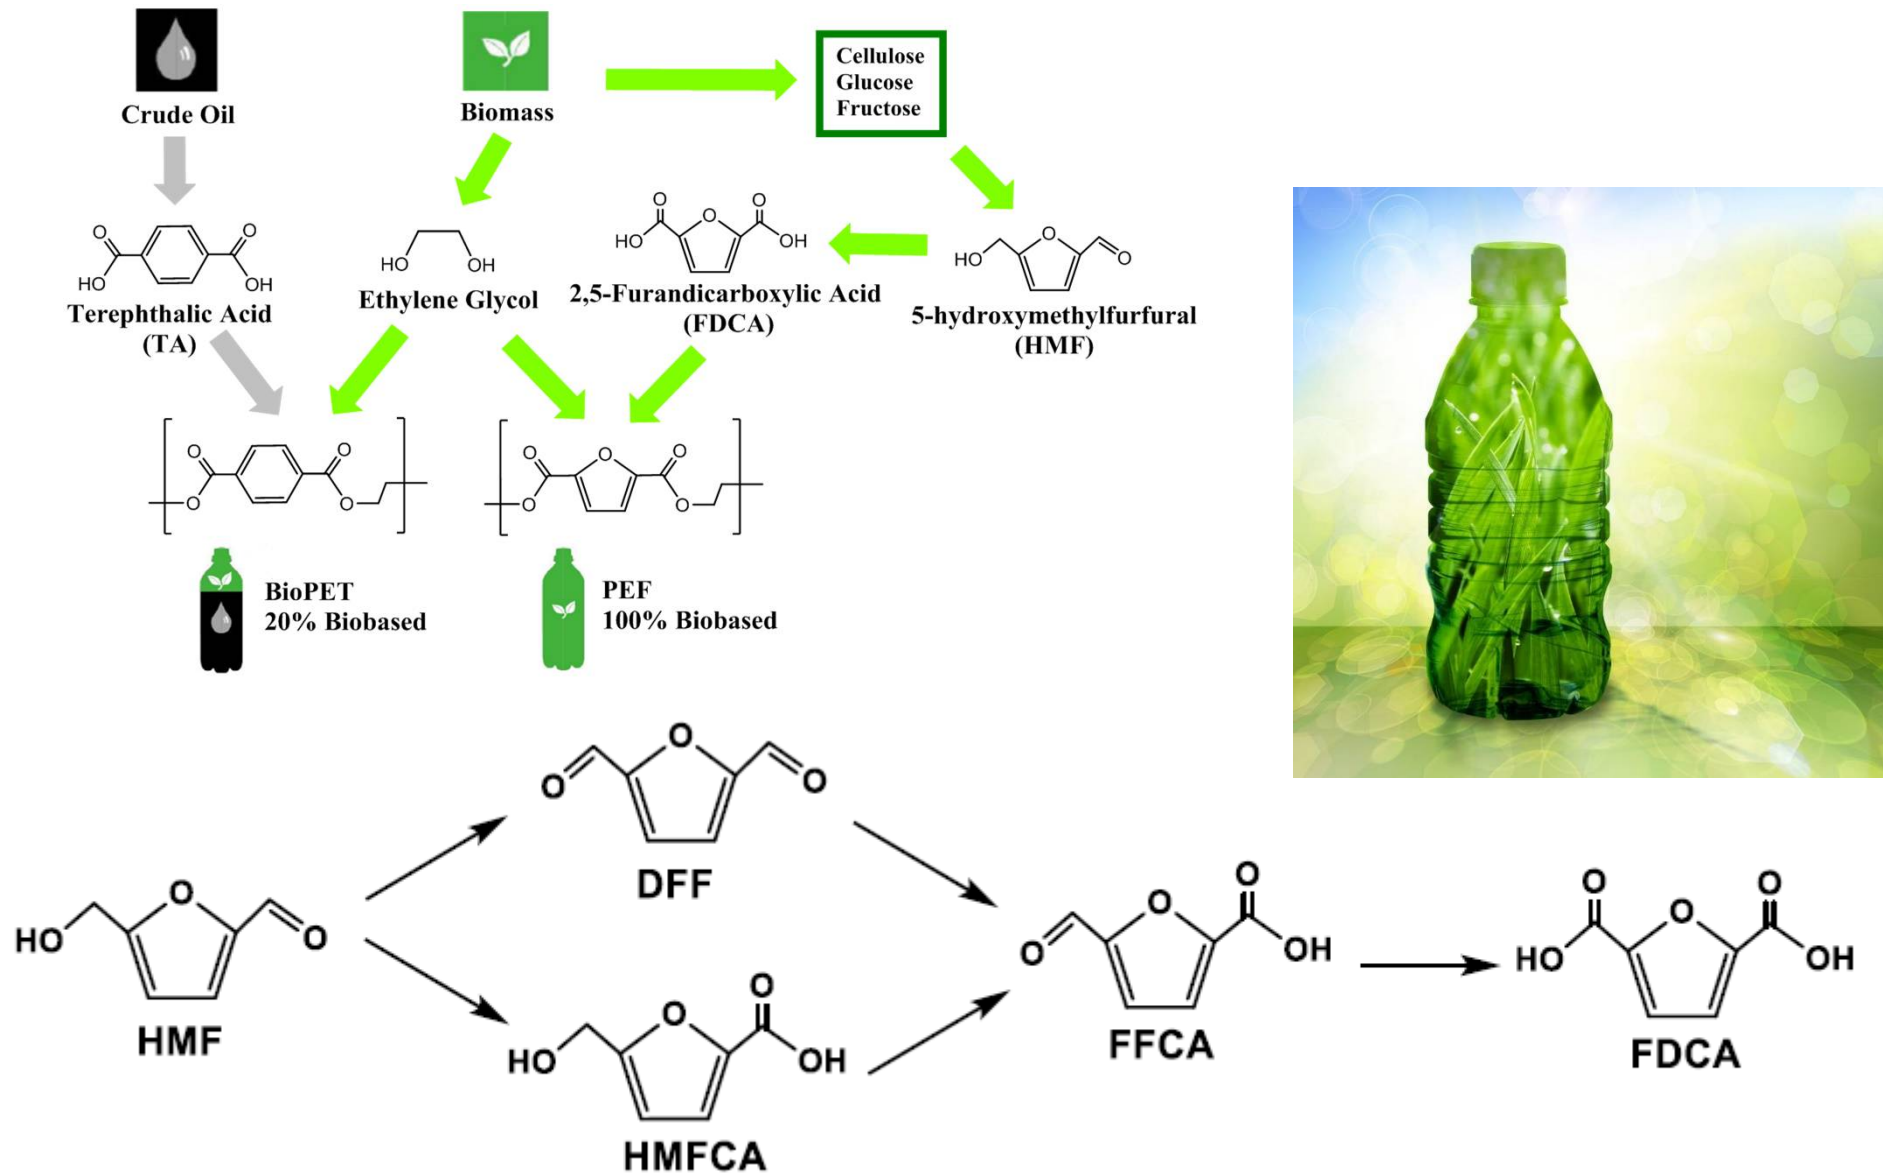 Crude Oil
Biomass
Cellulose
Glucose
Fructose
O
OH
O
HO
Terephthalic Acid
(TA)
HO
OH
Ethylene Glycol
O
O
O
HO
OH
2,5-Furandicarboxylic Acid
(FDCA)
O
HO
O
5-hydroxymethylfurfural
(HMF)
O
O
O
O
O
O
O
O
O
BioPET
20% Biobased
PEF
100% Biobased
O
O
O
DFF
HO
O
O
HMF
HO
O
O
OH
HMFCA
O
O
O
OH
FFCA
O
O
O
HO
OH
FDCA